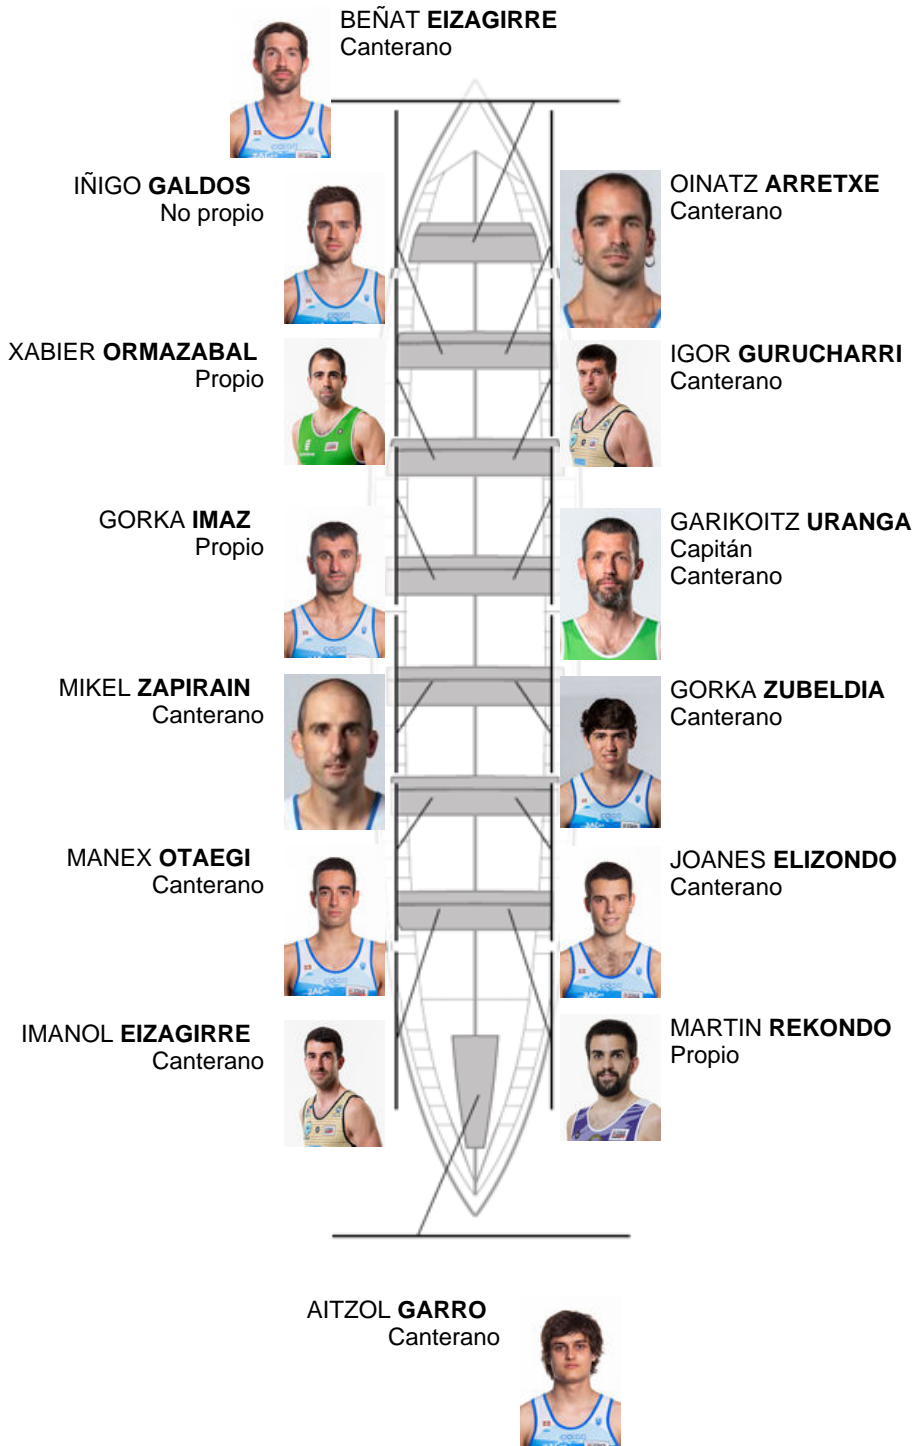 BEÑAT EIZAGIRRE
Canterano
IÑIGO GALDOS
No propio
OINATZ ARRETXE
Canterano
XABIER ORMAZABAL
Propio
IGOR GURUCHARRI
Canterano
GORKA IMAZ
Propio
GARIKOITZ URANGA
Capitán
Canterano
MIKEL ZAPIRAIN
Canterano
GORKA ZUBELDIA
Canterano
MANEX OTAEGI
Canterano
JOANES ELIZONDO
Canterano
IMANOL EIZAGIRRE
Canterano
MARTIN REKONDO
Propio
AITZOL GARRO
Canterano